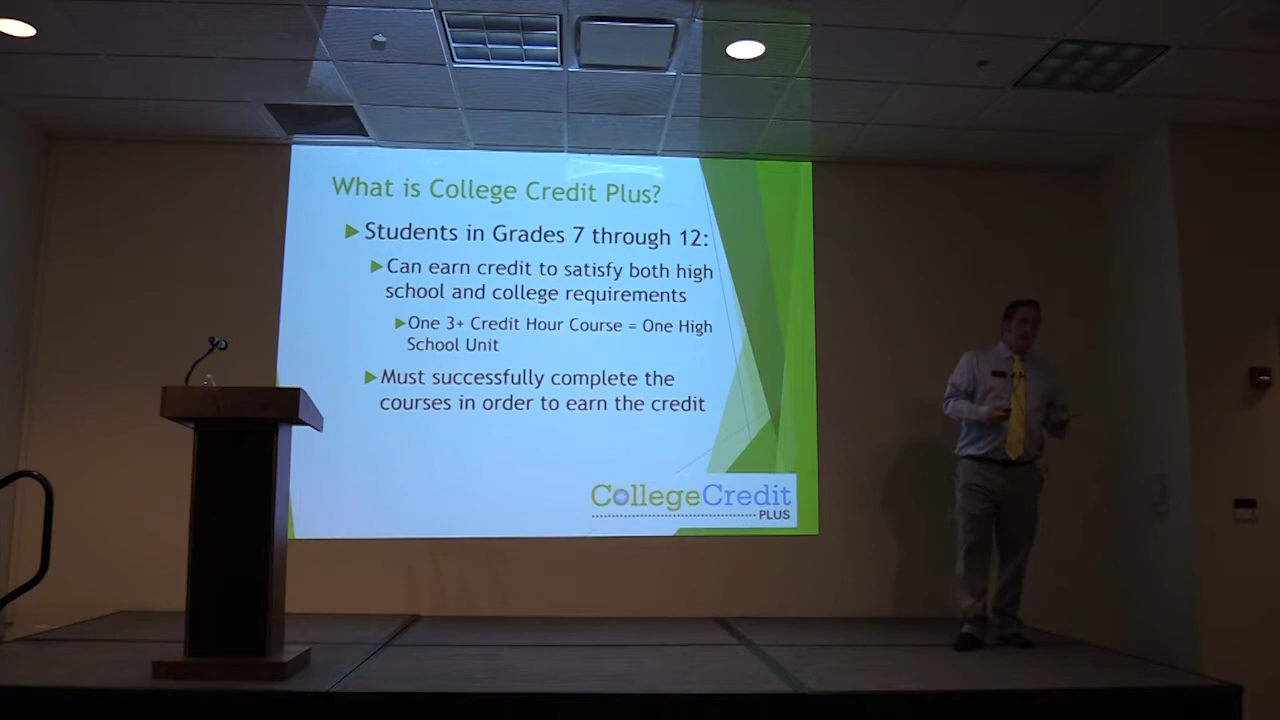 What is College Credit Plus?
Students in Grades 7 through 12:
Can earn credit to satisfy both high
school and college requirements
One 3+ Credit Hour Course = One High
School Unit
Must successfully complete the
courses in order to earn the credit
CollegeCredit
PLUS